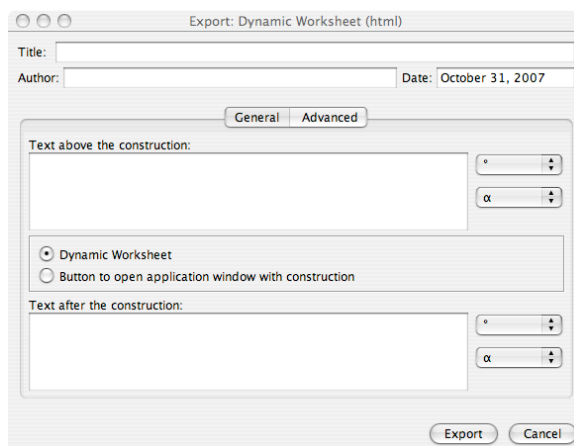 Export: Dynamic Worksheet (html)
Title:
Author: Date: October 31, 2007
General Advanced
Text above the construction:
°
α
Dynamic Worksheet
Button to open application window with construction
Text after the construction:
°
α
Export Cancel